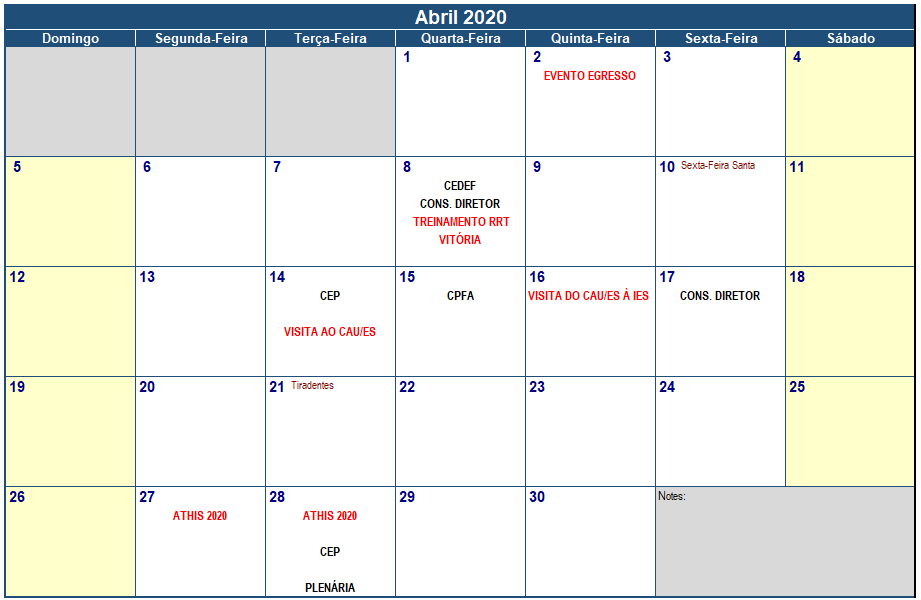 Abril 2020
Domingo Segunda-Feira Terça-Feira Quarta-Feira Quinta-Feira Sexta-Feira Sábado
1 2 3 4
EVENTO EGRESSO
5 6 7 8 9 10 Sexta-Feira Santa 11
CEDEF
CONS. DIRETOR
TREINAMENTO RRT
VITÓRIA
12 13 14 15 16 17 18
CEP CPFA VISITA DO CAU/ES À IES CONS. DIRETOR
VISITA AO CAU/ES
19 20 21 Tiradentes 22 23 24 25
26 27 28 29 30 Notes:
ATHIS 2020 ATHIS 2020
CEP
PLENÁRIA